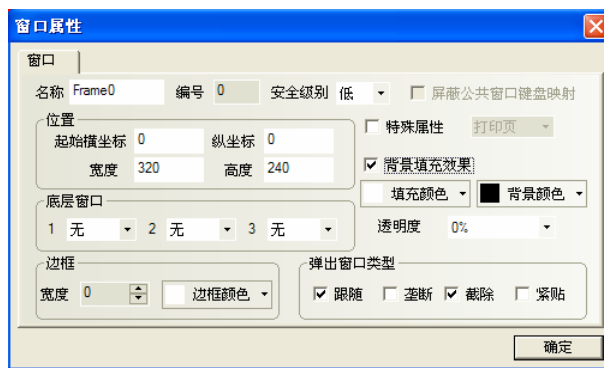 窗口属性
窗口
名称 Frame0 编号 0 安全级别 低 屏蔽公共窗口键盘映射
位置
起始横坐标 0 纵坐标 0
宽度 320 高度 240
特殊属性 打印页
背景填充效果
填充颜色 背景颜色
透明度 0%
底层窗口
1 无 2 无 3 无
边框
宽度 0 边框颜色
弹出窗口类型
跟随 垄断 截除 紧贴
确定